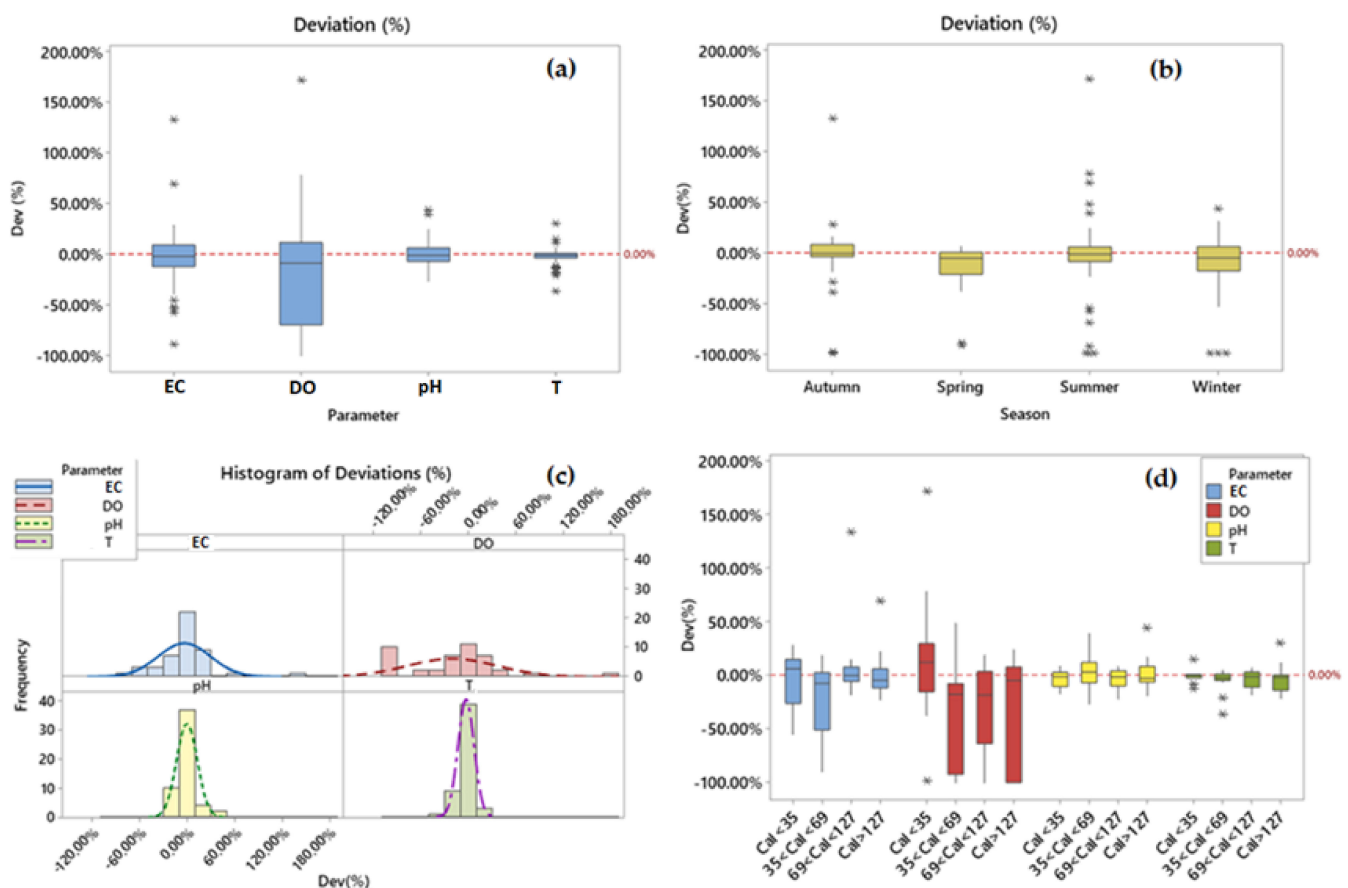 Deviation (%)
(a)
200.00%
150.00%
100.00%
50.00%
0.00%
-50.00%
-100.00%
Dev (%)
0.00%
EC DO pH T
Parameter
Deviation (%)
(b)
200.00%
150.00%
100.00%
50.00%
0.00%
-50.00%
-100.00%
Dev(%)
0.00%
Autumn Spring Summer Winter
Season
Parameter
EC
DO
pH
T
Histogram of Deviations (%)
(c)
-120,00% -60,00% 0,00% 60,00% 120,00% 180,00%
EC DO
40
30
20
10
0
pH T
40
30
20
10
0
Frequency
-120,00% -60,00% 0,00% 60,00% 120,00% 180,00%
Dev(%)
(d)
Parameter
EC
DO
pH
T
200.00%
150.00%
100.00%
50.00%
0.00%
-50.00%
-100.00%
Dev(%)
0.00%
Cal <35 35<Cal<69 69<Cal<127 Cal>127 Cal <35 35<Cal<69 69<Cal<127 Cal>127 Cal <35 35<Cal<69 69<Cal<127 Cal>127 Cal <35 35<Cal<69 69<Cal<127 Cal>127